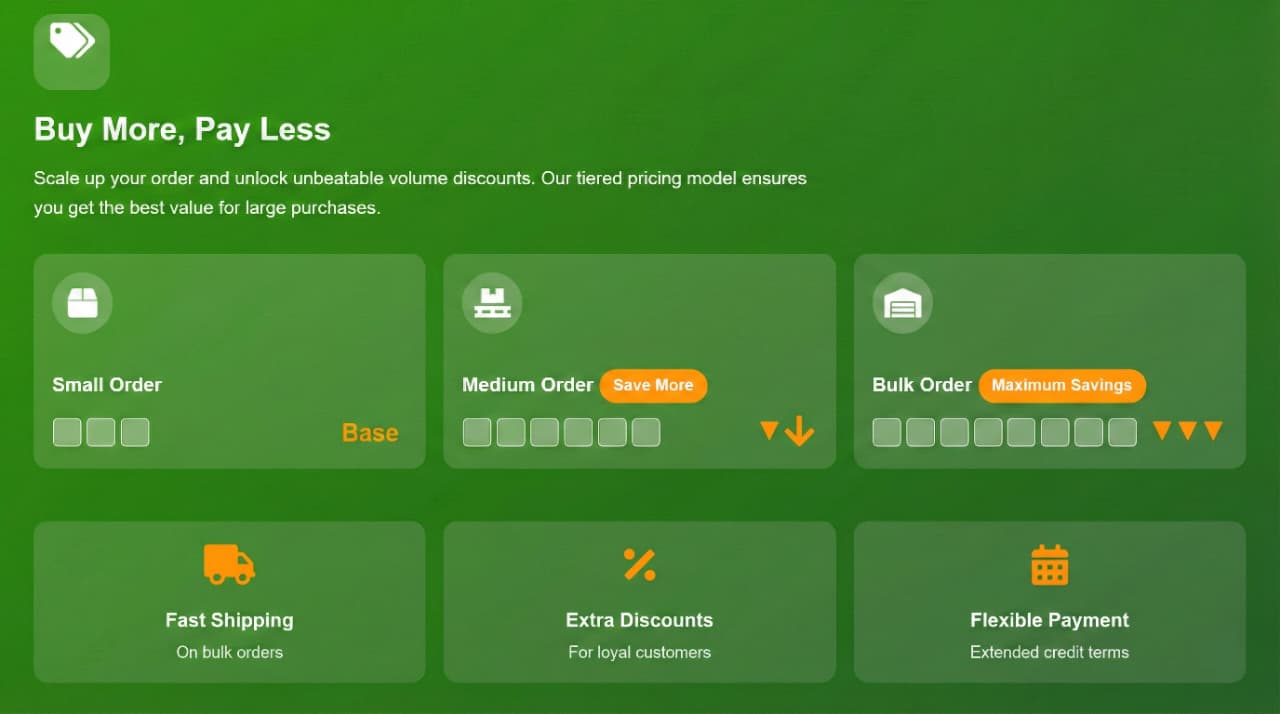 Buy More, Pay Less
Scale up your order and unlock unbeatable volume discounts. Our tiered pricing model ensures
you get the best value for large purchases.
Small Order
Base
Medium Order Save More
Bulk Order Maximum Savings
Fast Shipping
On bulk orders
Extra Discounts
For loyal customers
Flexible Payment
Extended credit terms